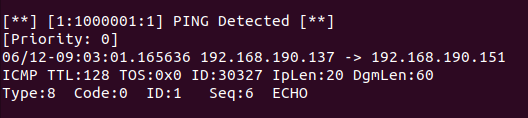 [**] [1:1000001:1] PING Detected [**]
[Priority: 0]
06/12-09:03:01.165636 192.168.190.137 -> 192.168.190.151
ICMP TTL:128 TOS:0x0 ID:30327 IpLen:20 DgmLen:60
Type:8  Code:0  ID:1   Seq:6  ECHO